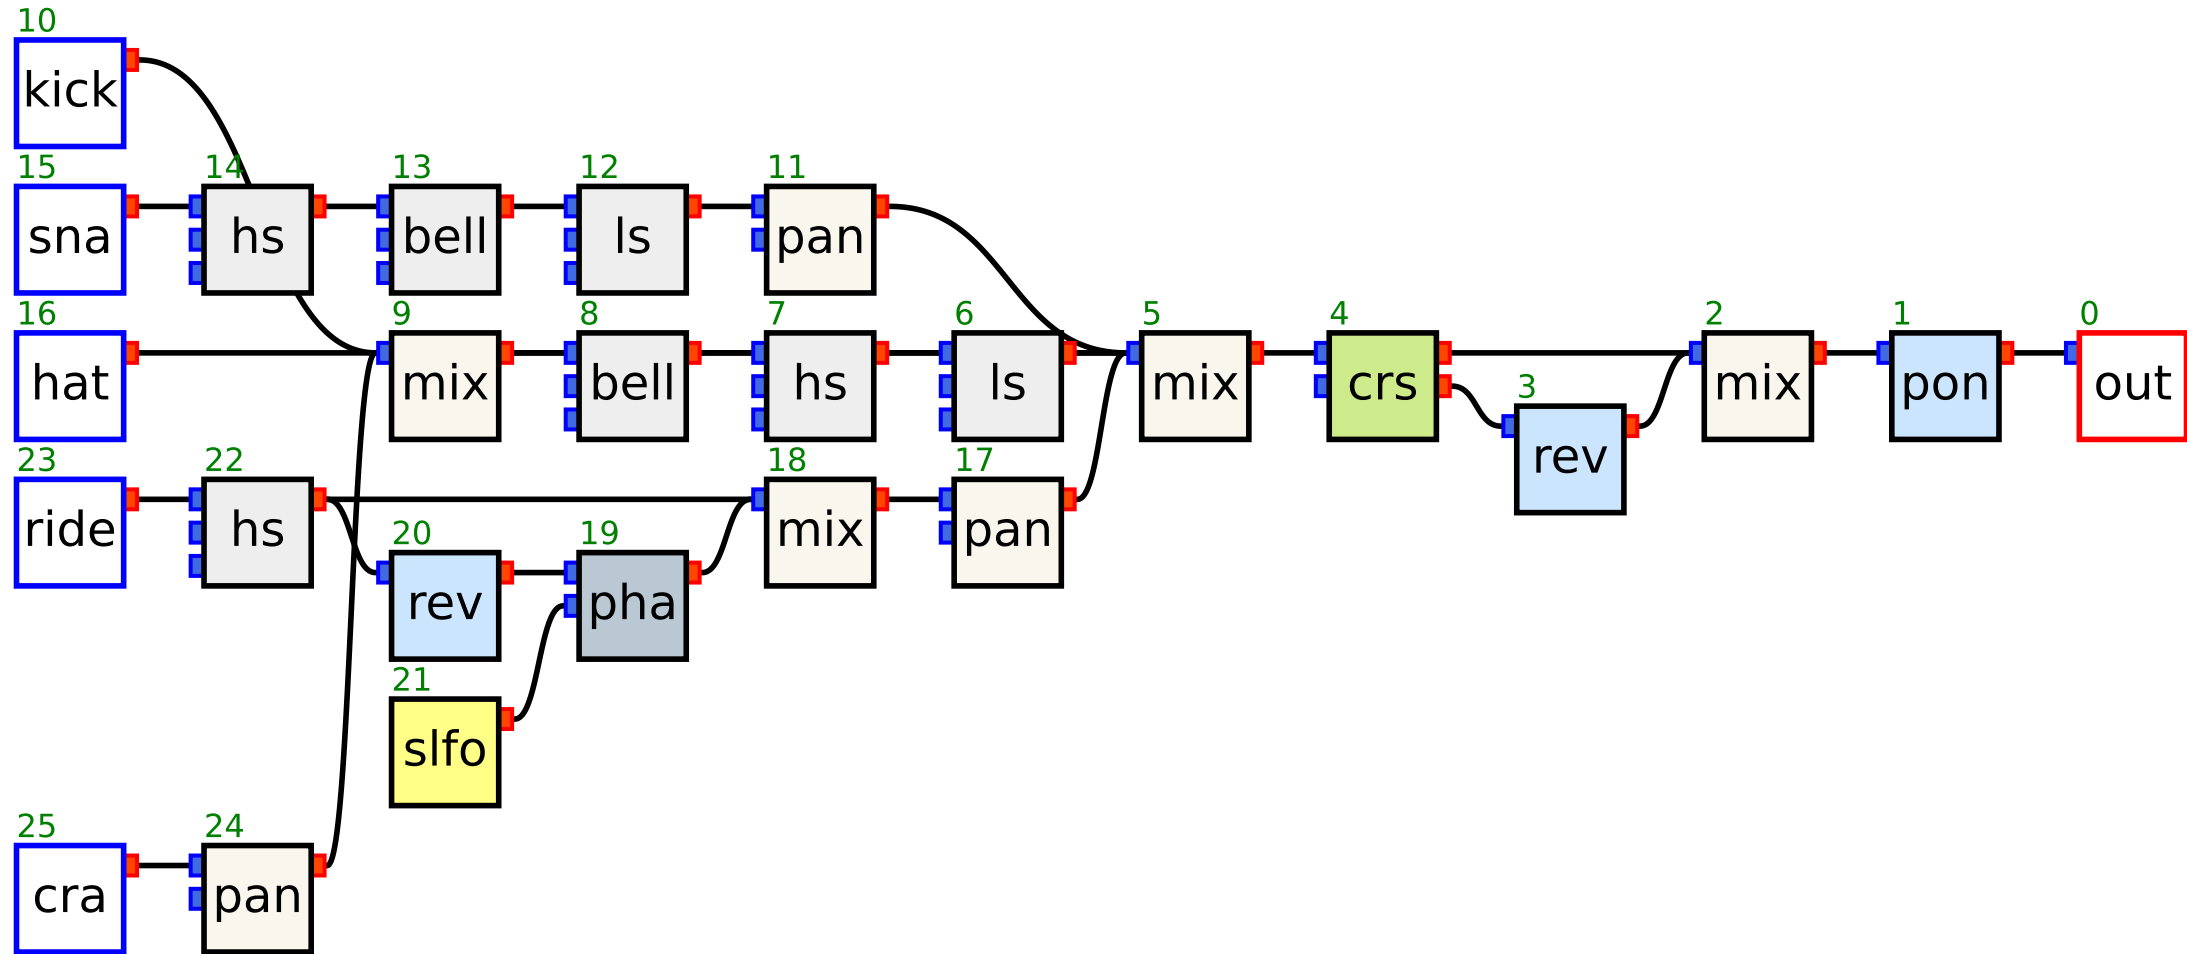 10
kick
15 14 13 12 11
sna hs bell ls pan
16 9 8 7 6 5 4 2 1 0
hat mix bell hs ls mix crs mix pon out
3
rev
23 22 18 17
ride hs mix pan
20 19
rev pha
21
slfo
25 24
cra pan